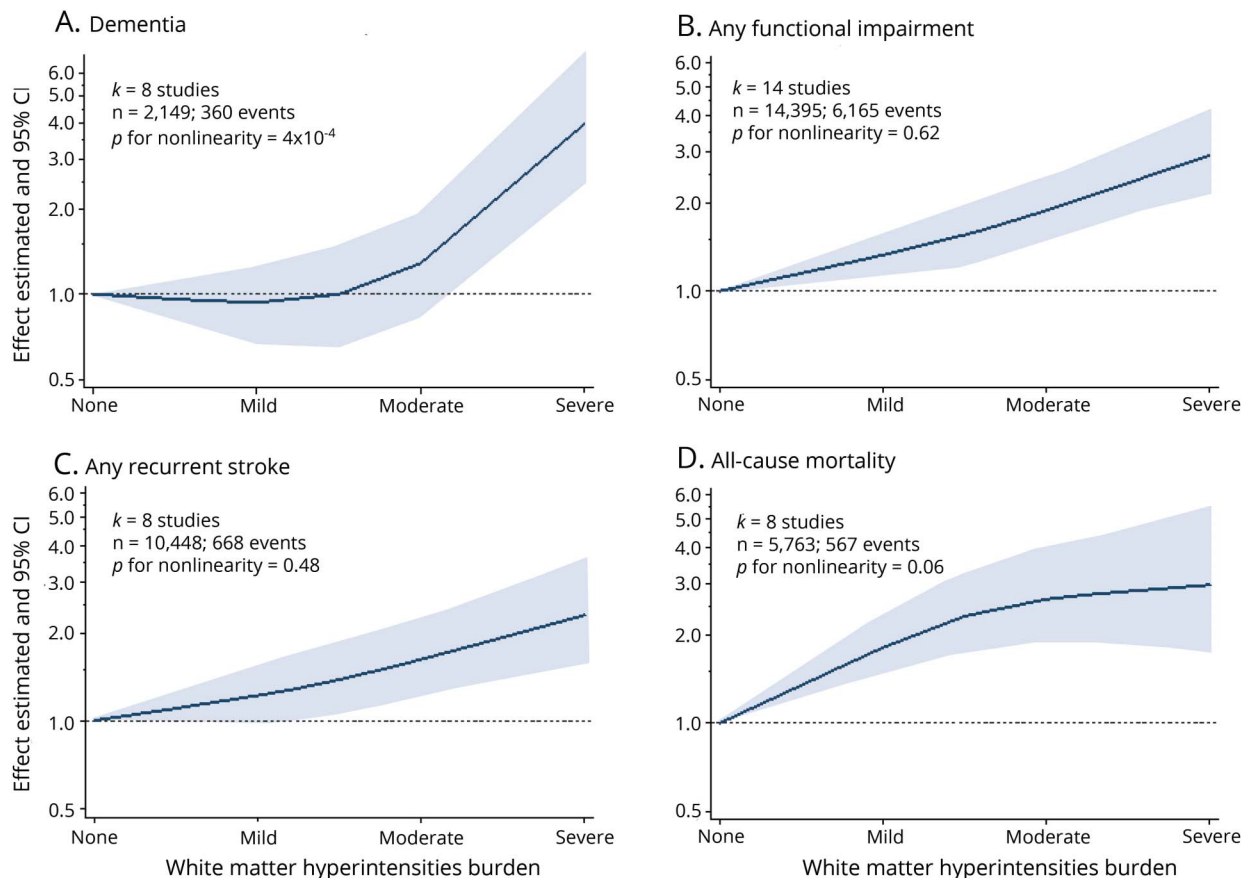 A. Dementia
Effect estimated and 95% CI
6.0
5.0
4.0
3.0
2.0
1.0
0.5
k = 8 studies
n = 2,149; 360 events
p for nonlinearity = 4x10⁻⁴
None Mild Moderate Severe
B. Any functional impairment
6.0
5.0
4.0
3.0
2.0
1.0
0.5
k = 14 studies
n = 14,395; 6,165 events
p for nonlinearity = 0.62
None Mild Moderate Severe
C. Any recurrent stroke
Effect estimated and 95% CI
6.0
5.0
4.0
3.0
2.0
1.0
0.5
k = 8 studies
n = 10,448; 668 events
p for nonlinearity = 0.48
None Mild Moderate Severe
White matter hyperintensities burden
D. All-cause mortality
6.0
5.0
4.0
3.0
2.0
1.0
0.5
k = 8 studies
n = 5,763; 567 events
p for nonlinearity = 0.06
None Mild Moderate Severe
White matter hyperintensities burden